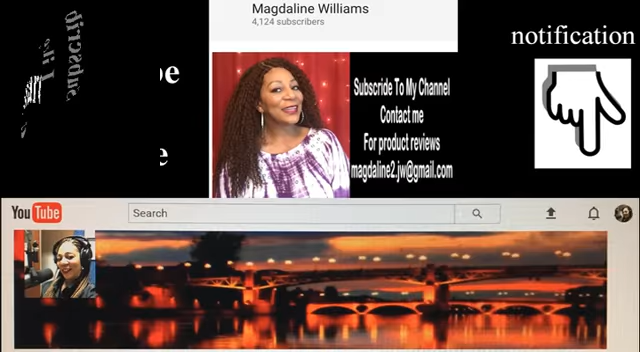 Magdaline Williams
4,124 subscribers
notification
Subscride To My Channel
Contact me
For product reviews
magdaline2.jw@gmail.com
YouTube
Search